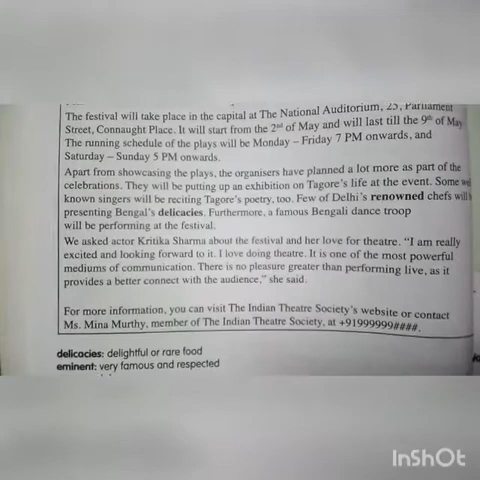 The festival will take place in the capital at The National Auditorium, 25, Parliament
Street, Connaught Place. It will start from the 2nd of May and will last till the 9th of May
The running schedule of the plays will be Monday – Friday 7 PM onwards, and
Saturday – Sunday 5 PM onwards.
Apart from showcasing the plays, the organisers have planned a lot more as part of the
celebrations. They will be putting up an exhibition on Tagore's life at the event. Some
known singers will be reciting Tagore's poetry, too. Few of Delhi's renowned chefs will
presenting Bengal's delicacies. Furthermore, a famous Bengali dance troop
will be performing at the festival.
We asked actor Kritika Sharma about the festival and her love for theatre. "I am really
excited and looking forward to it. I love doing theatre. It is one of the most powerful
mediums of communication. There is no pleasure greater than performing live, as it
provides a better connect with the audience," she said.
For more information, you can visit The Indian Theatre Society's website or contact
Ms. Mina Murthy, member of The Indian Theatre Society, at +91999999####.
delicacies: delightful or rare food
eminent: very famous and respected
InShOt